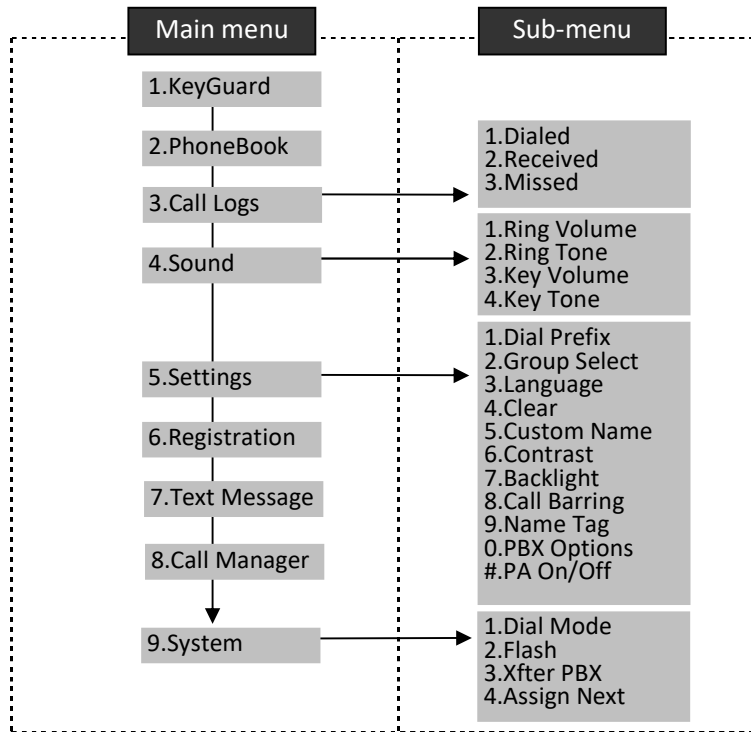 Main menu
Sub-menu
1.KeyGuard
2.PhoneBook
3.Call Logs
4.Sound
5.Settings
6.Registration
7.Text Message
8.Call Manager
9.System
1.Dialed
2.Received
3.Missed
1.Ring Volume
2.Ring Tone
3.Key Volume
4.Key Tone
1.Dial Prefix
2.Group Select
3.Language
4.Clear
5.Custom Name
6.Contrast
7.Backlight
8.Call Barring
9.Name Tag
0.PBX Options
#.PA On/Off
1.Dial Mode
2.Flash
3.Xfter PBX
4.Assign Next